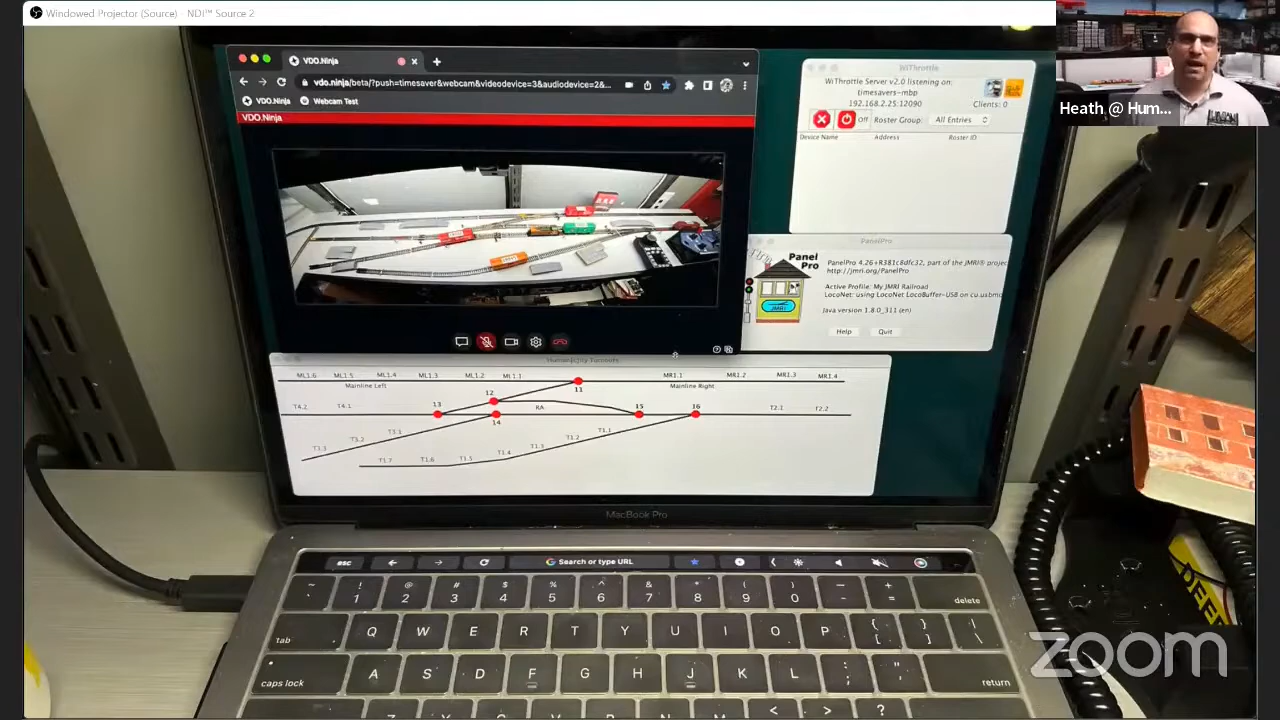 Windowed Projector (Source) - NDI™ Source 2
Heath @ Hum...
VDO.Ninja
vdo.ninja/beta/?push=timesaver&webcam&videodevice=3&audiodevice=2&...
VDO.Ninja Webcam Test
VDO.Ninja
WiThrottle
WiThrottle Server v2.0 listening on:
timesavers-mbp
192.168.2.25:12090
Clients: 0
Off Roster Group: All Entries
Device Name Address Roster ID
PanelPro
Panel
Pro
PanelPro 4.26+R381c8dfc32, part of the JMRI® projec
http://jmri.org/PanelPro
Active Profile: My JMRI Railroad
LocoNet: using LocoNet LocoBuffer-USB on cu.usbmo
Java version 1.8.0_311 (en)
JMRI
Help Quit
ML1.6 ML1.5 ML1.4 ML1.3 ML1.2 ML1.1 MR1.1 MR1.2 MR1.3 MR1.4
Mainline Left Mainline Right
11
12
13 RA 15 16
T4.2 T4.1 T2.1 T2.2
14
T3.3 T3.2 T3.1
T1.7 T1.6 T1.5 T1.4 T1.3 T1.2 T1.1
MacBook Pro
esc Search or type URL
~ ! @ # $ % ^ & * ( ) — +
1 2 3 4 5 6 7 8 9 0 - = delete
tab Q W E R T Y U I O P { [ } ] | \
caps lock A S D F G H J K L : ; " ' return
Z < > ?
zoom